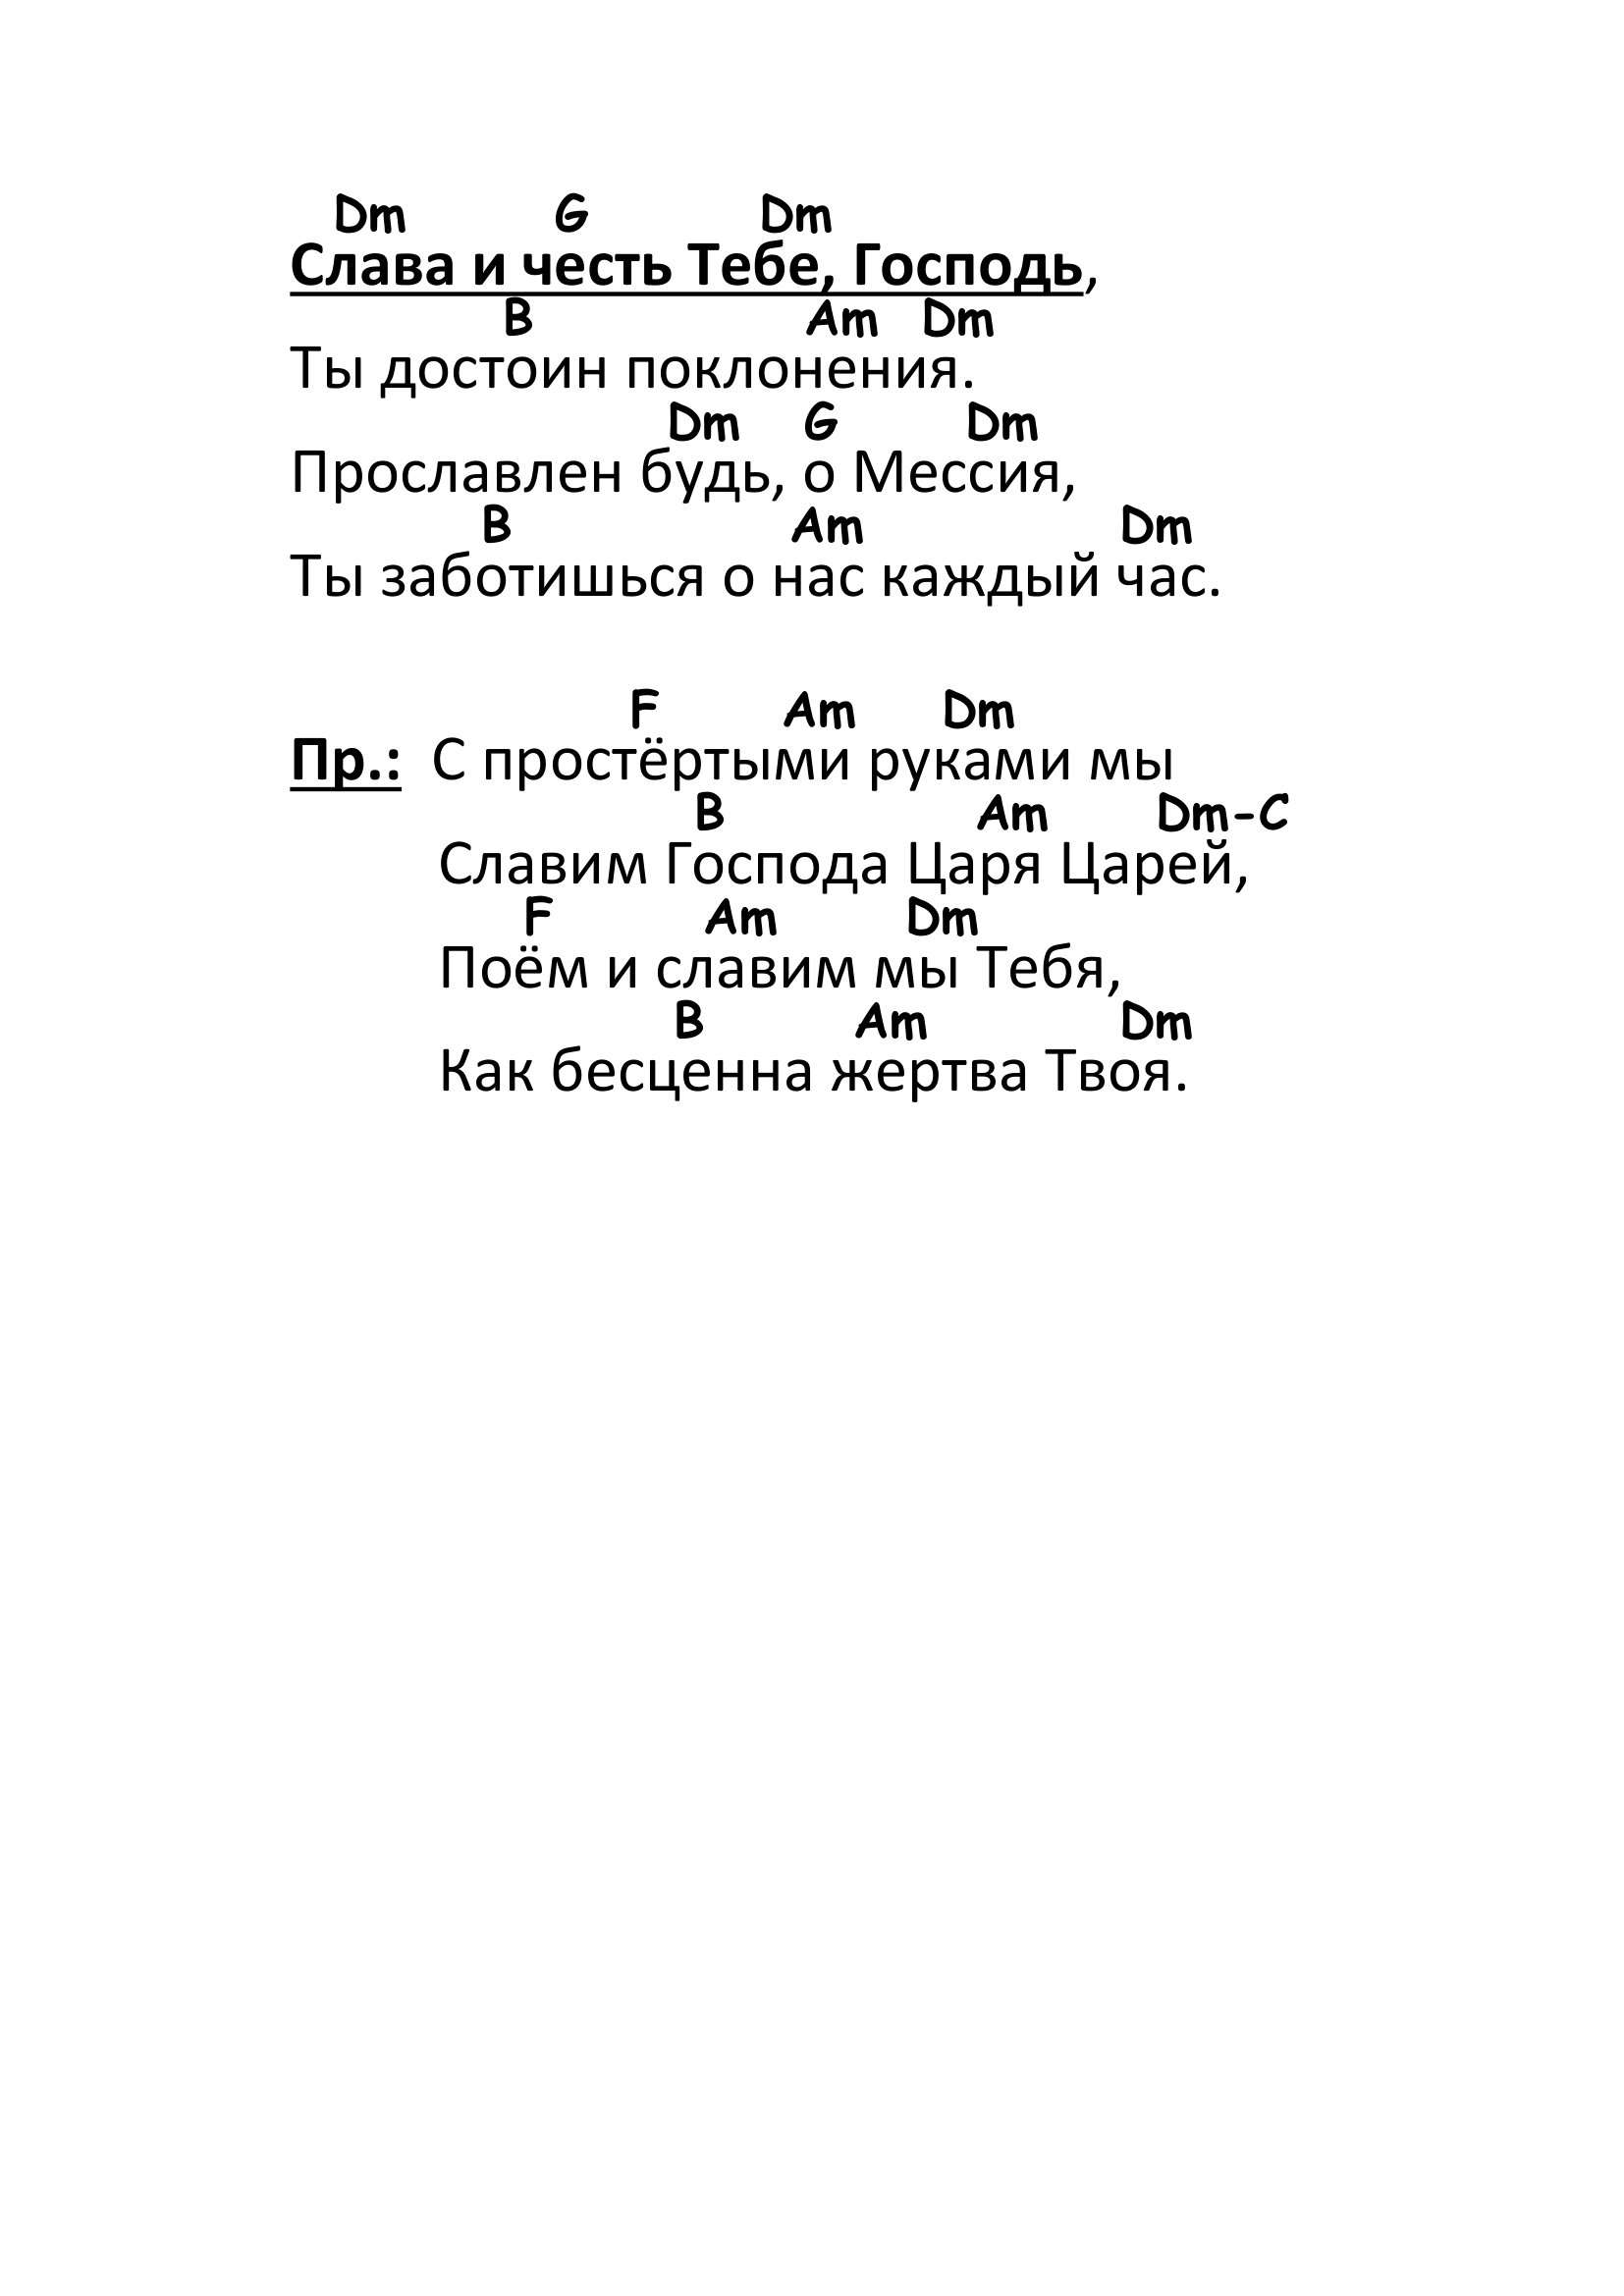 Dm G Dm
Слава и честь Тебе, Господь,
B Am Dm
Ты достоин поклонения.
Dm G Dm
Прославлен будь, о Мессия,
B Am Dm
Ты заботишься о нас каждый час.
F Am Dm
Пр.: С простёртыми руками мы
B Am Dm-C
Славим Господа Царя Царей,
F Am Dm
Поём и славим мы Тебя,
B Am Dm
Как бесценна жертва Твоя.